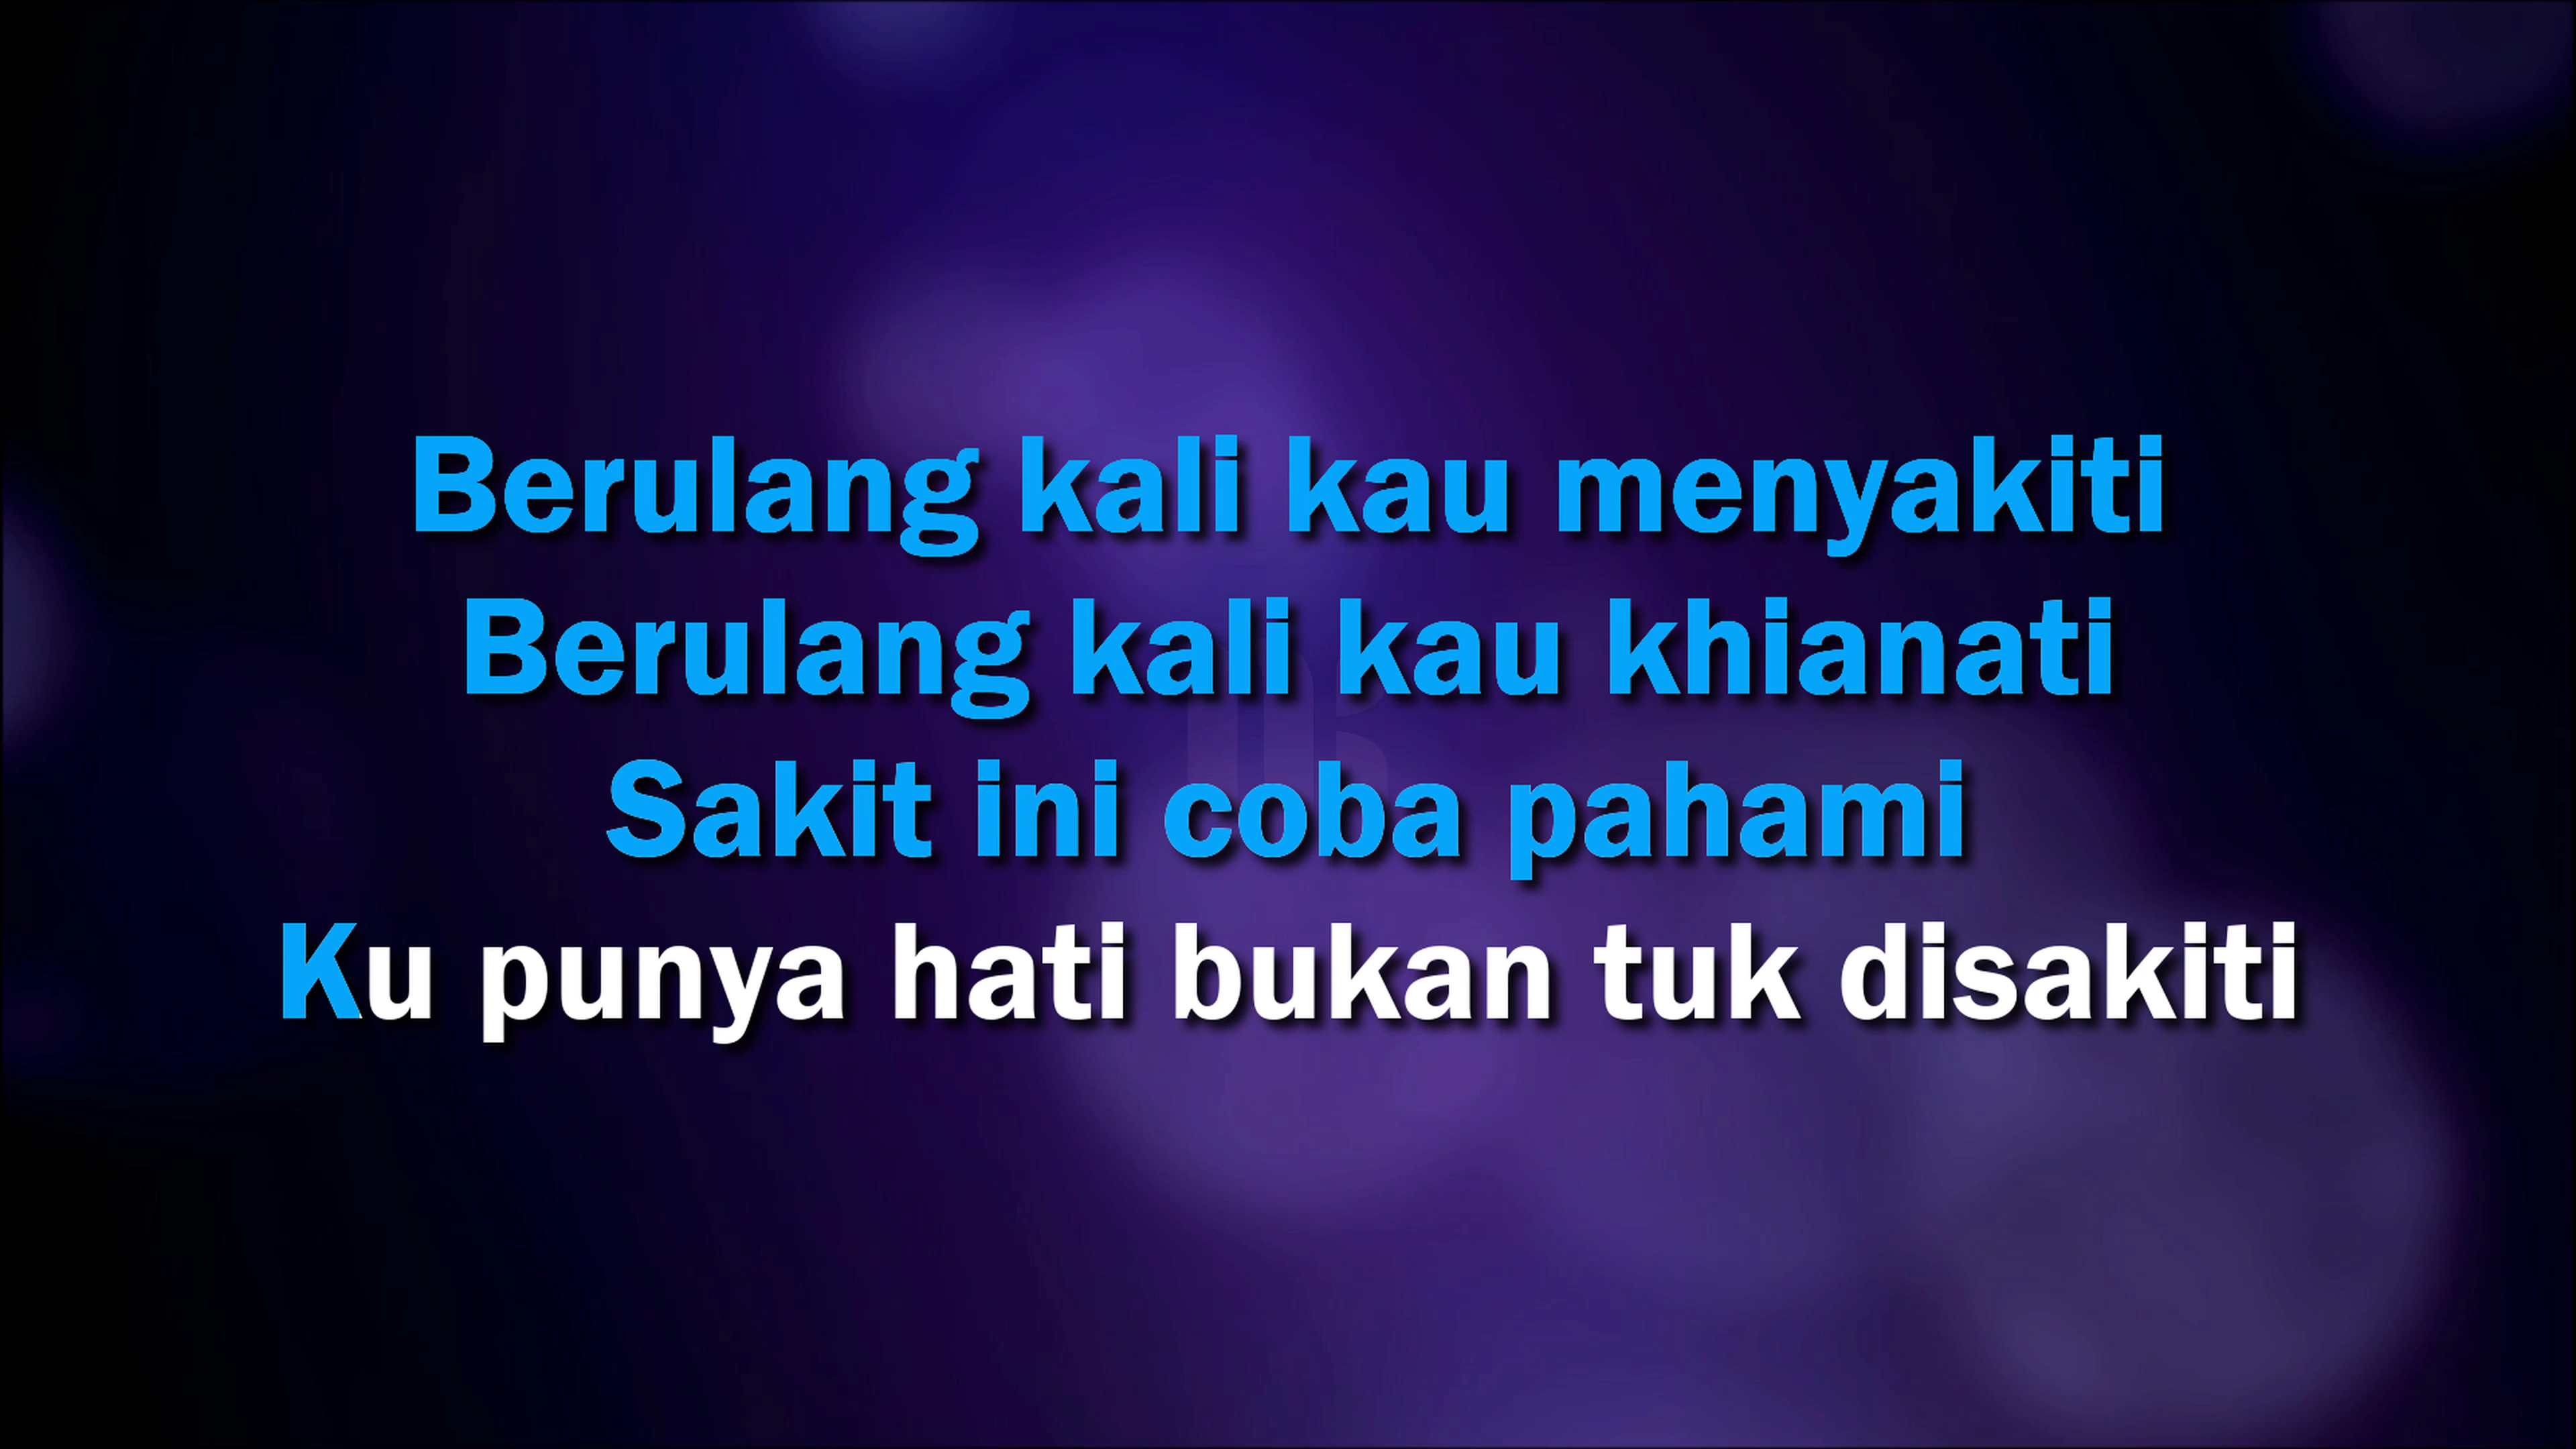 Berulang kali kau menyakiti
Berulang kali kau khianati
Sakit ini coba pahami
Ku punya hati bukan tuk disakiti